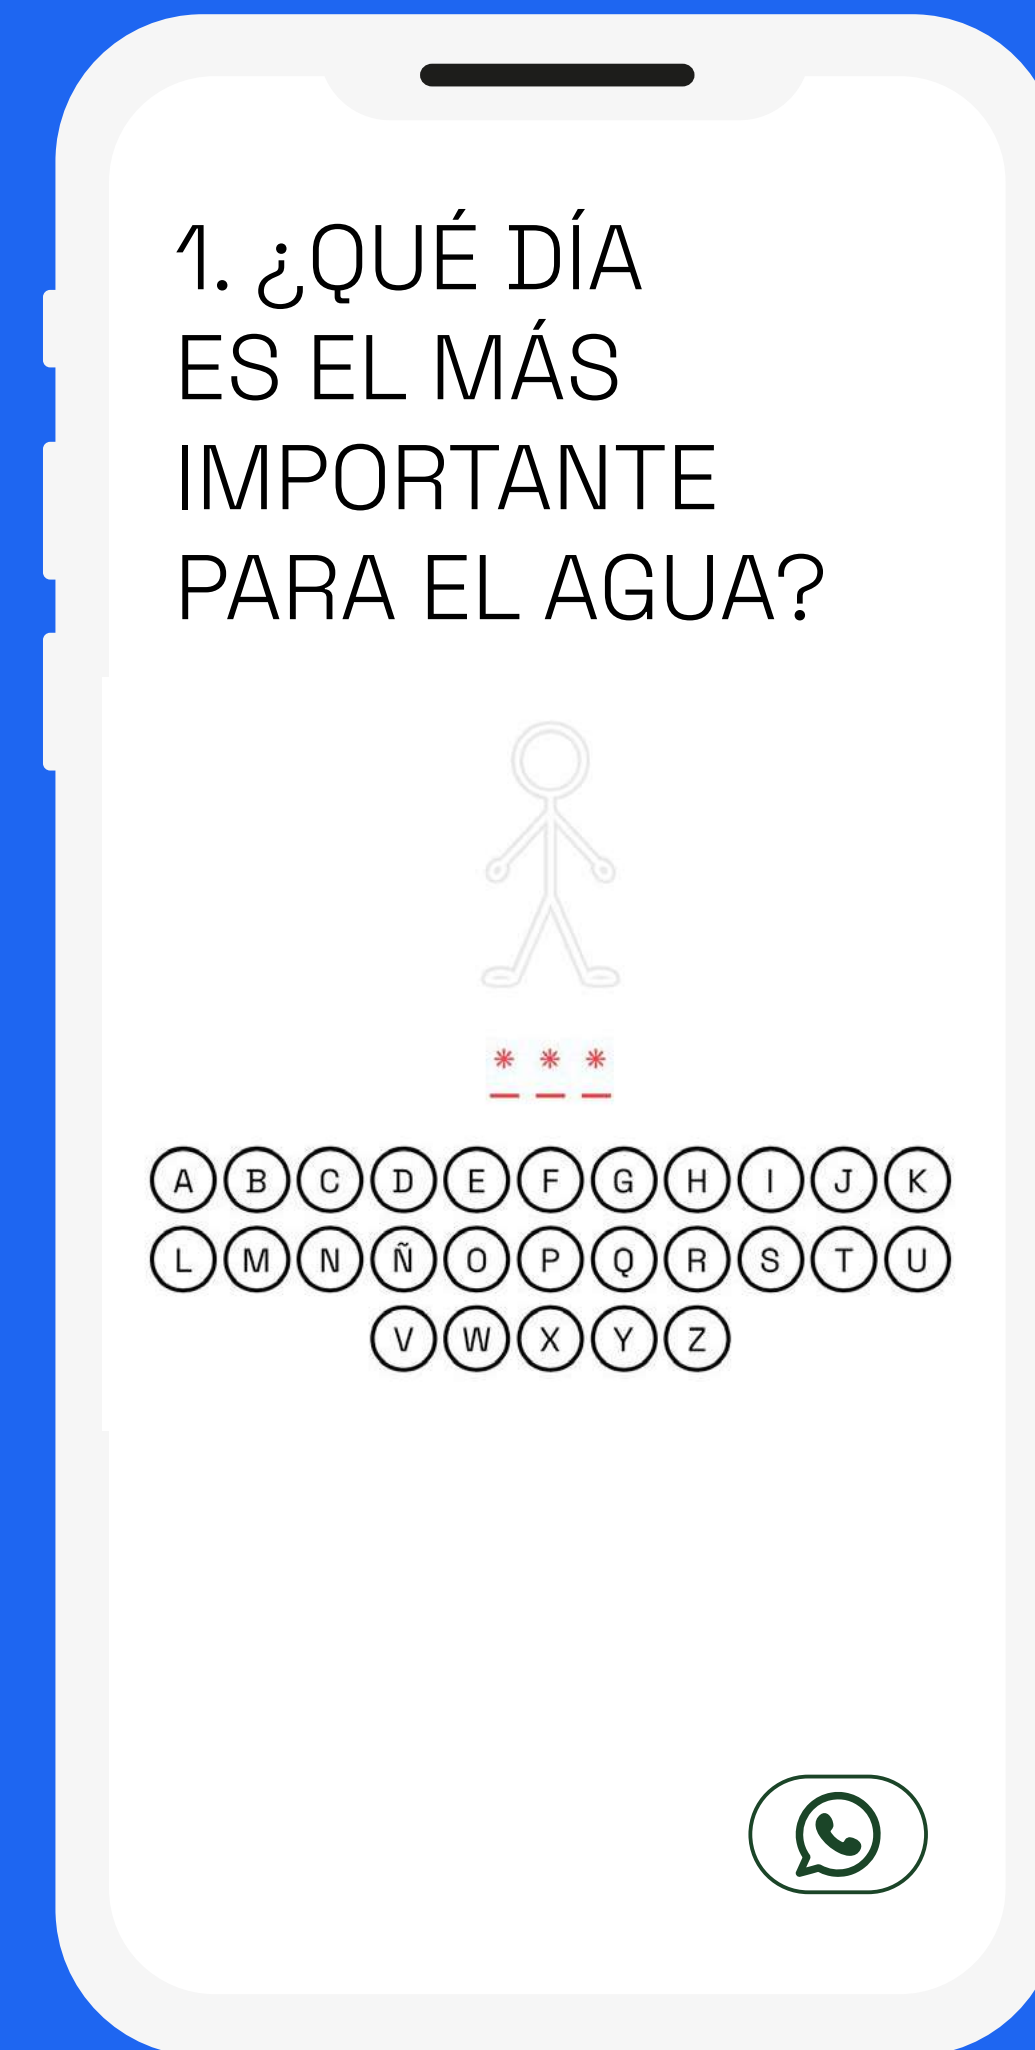 1. ¿QUÉ DÍA
ES EL MÁS
IMPORTANTE
PARA EL AGUA?
* * *
A B C D E F G H I J K
L M N Ñ O P Q R S T U
V W X Y Z